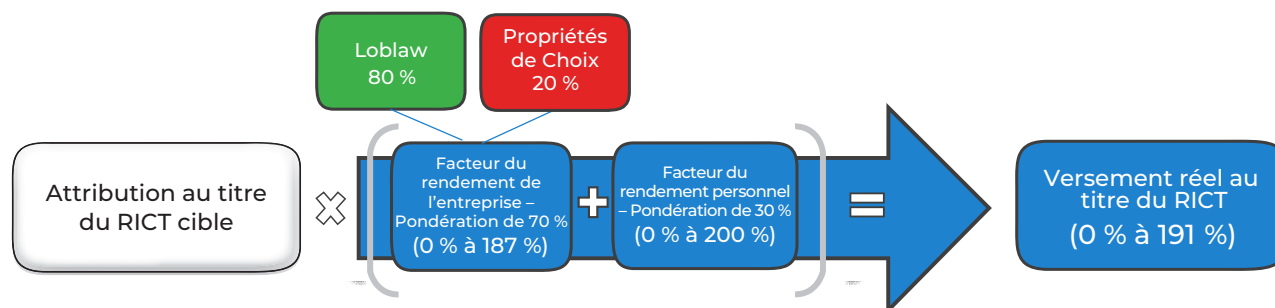 Loblaw
80 %
Propriétés
de Choix
20 %
Attribution au titre
du RICT cible
Facteur du
rendement de
l'entreprise –
Pondération de 70 %
(0 % à 187 %)
+
Facteur du
rendement personnel
– Pondération de 30 %
(0 % à 200 %)
=
Versement réel au
titre du RICT
(0 % à 191 %)